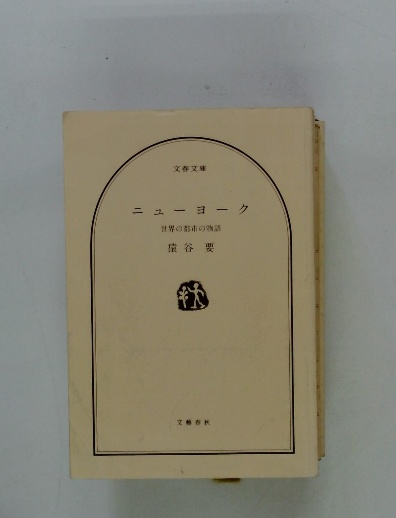 文春文庫
ニューヨーク
世界の都市の物語
猿谷 要
文藝春秋